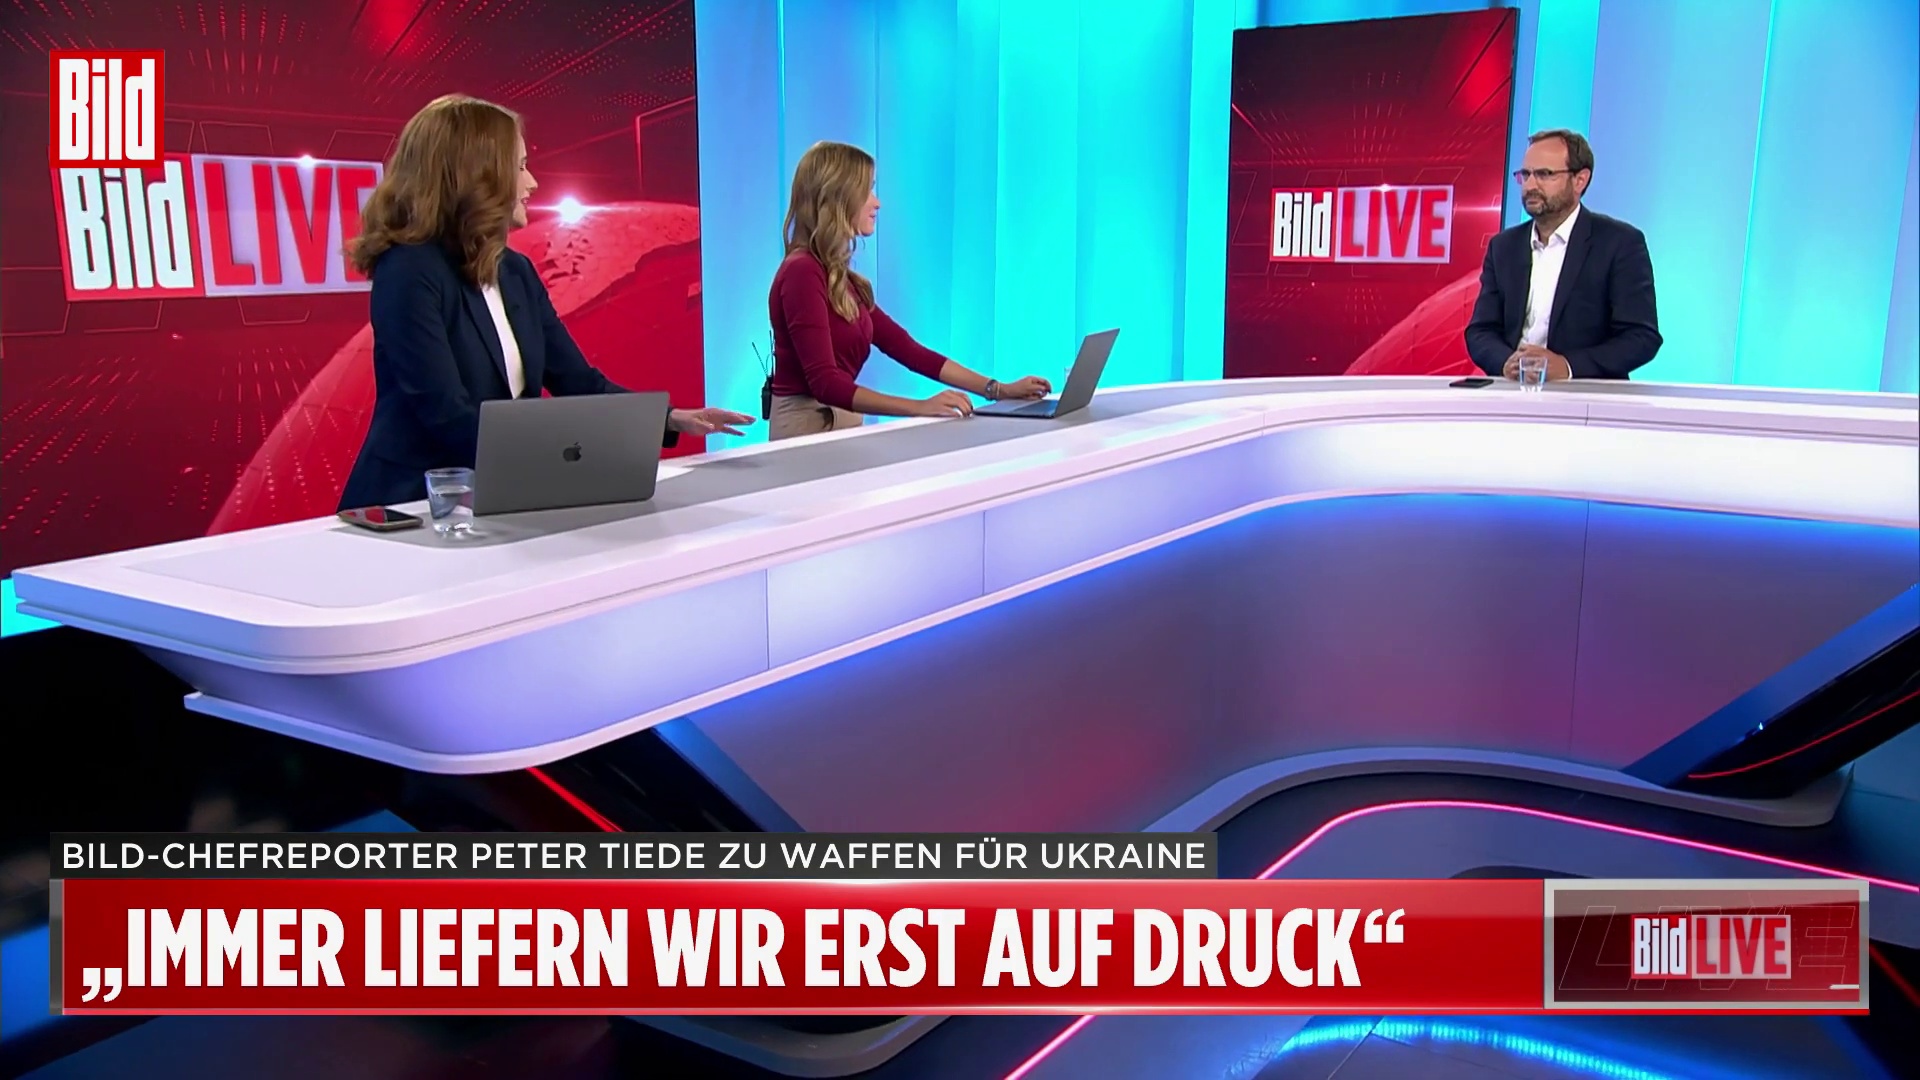 Bild
Bild LIVE
Bild LIVE
BILD-CHEFREPORTER PETER TIEDE ZU WAFFEN FÜR UKRAINE
„IMMER LIEFERN WIR ERST AUF DRUCK“
Bild LIVE